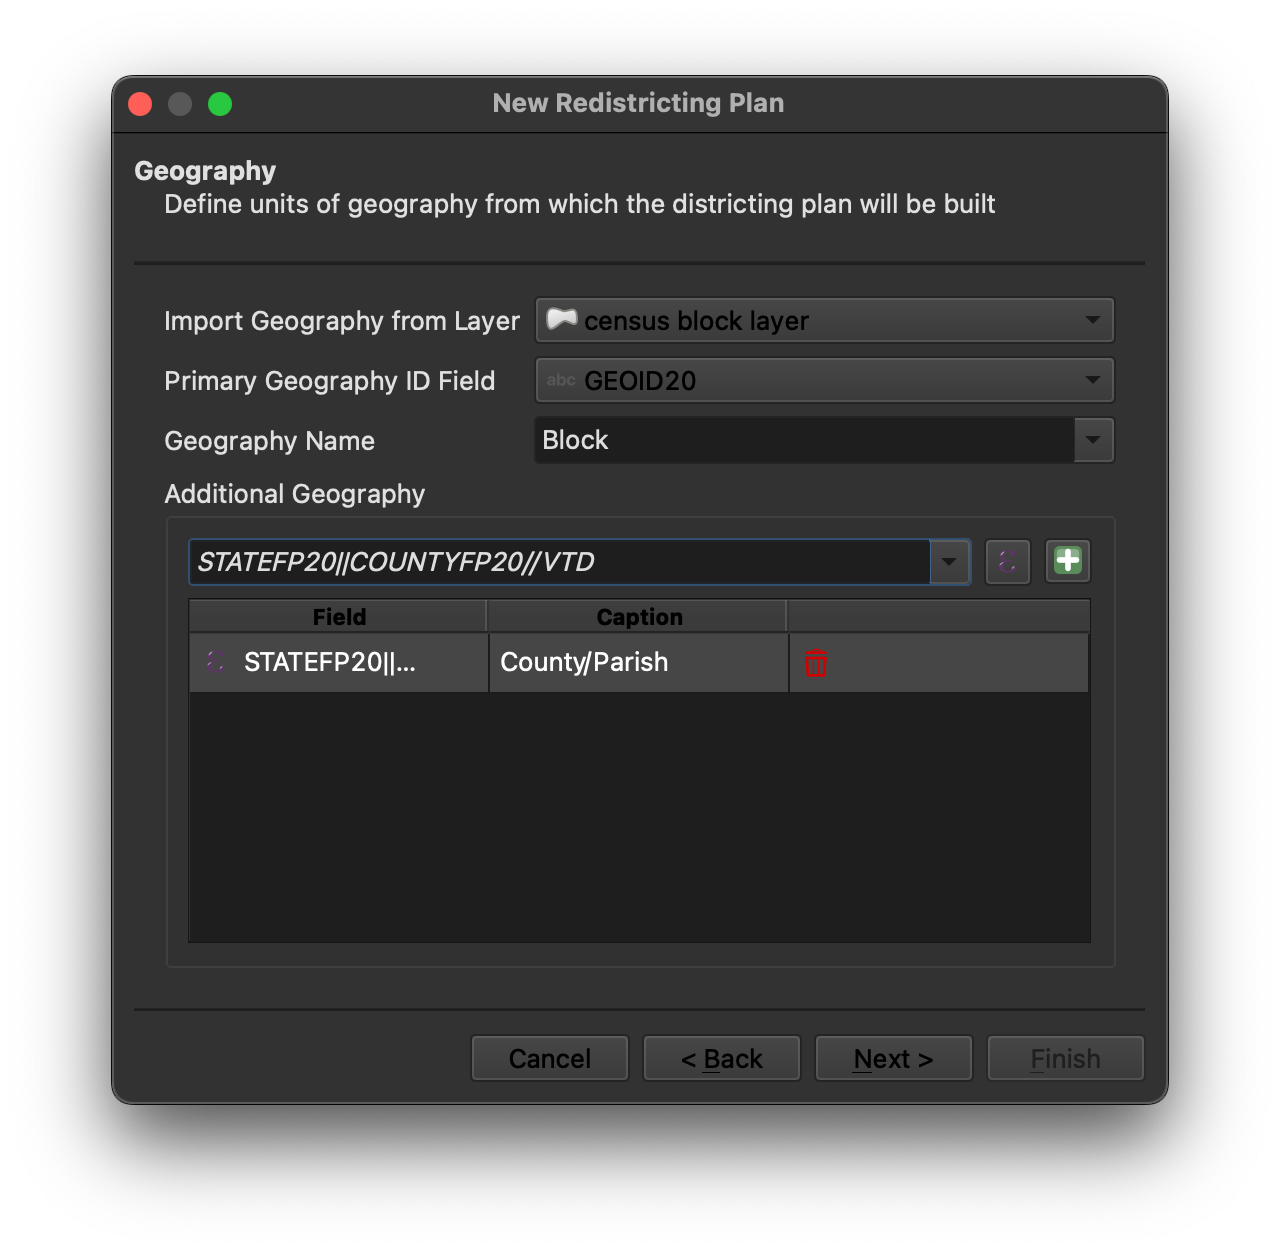 New Redistricting Plan
Geography
Define units of geography from which the districting plan will be built
Import Geography from Layer census block layer
Primary Geography ID Field abc GEOID20
Geography Name Block
Additional Geography
STATEFP20||COUNTYFP20//VTD
Field Caption
STATEFP20||... County/Parish
Cancel < Back Next > Finish